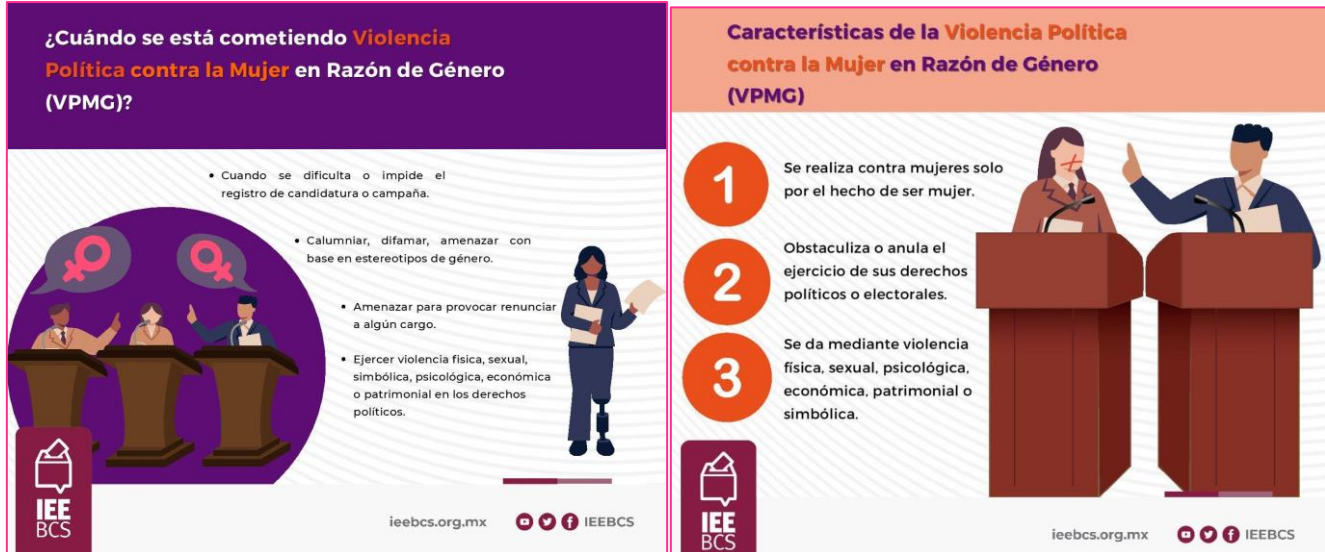 ¿Cuándo se está cometiendo Violencia
Política contra la Mujer en Razón de Género
(VPMG)?
• Cuando se dificulta o impide el
registro de candidatura o campaña.
• Calumniar, difamar, amenazar con
base en estereotipos de género.
• Amenazar para provocar renunciar
a algún cargo.
• Ejercer violencia fisica, sexual,
simbólica, psicológica, económica
o patrimonial en los derechos
políticos.
IEE
BCS
ieebcs.org.mx
IEEBCS
Características de la Violencia Política
contra la Mujer en Razón de Género
(VPMG)
1
Se realiza contra mujeres solo
por el hecho de ser mujer.
2
Obstaculiza o anula el
ejercicio de sus derechos
políticos o electorales.
3
Se da mediante violencia
física, sexual, psicológica,
económica, patrimonial o
simbólica.
IEE
BCS
ieebcs.org.mx
IEEBCS